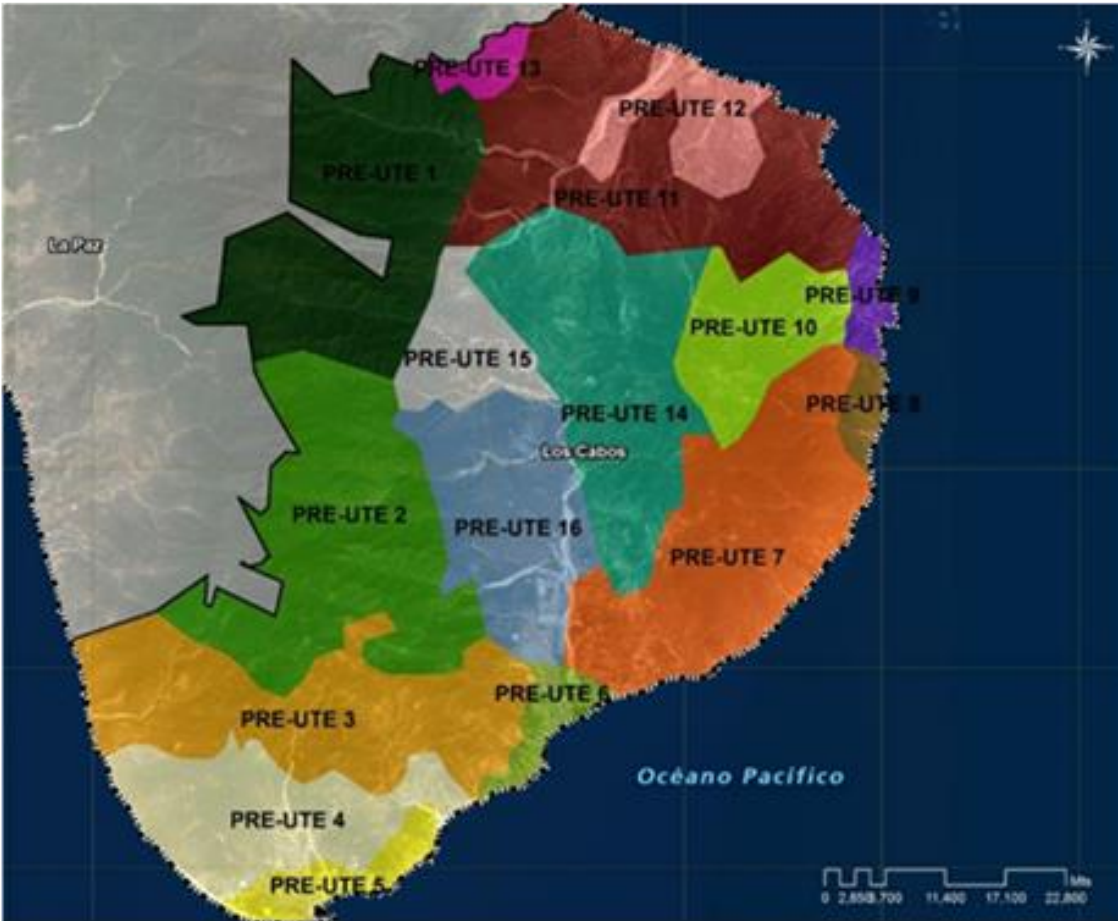 PRE-UTE 13
PRE-UTE 12
PRE-UTE 1
PRE-UTE 11
La Paz
PRE-UTE 9
PRE-UTE 10
PRE-UTE 15
PRE-UTE 8
PRE-UTE 14
Los Cabos
PRE-UTE 2
PRE-UTE 16
PRE-UTE 7
PRE-UTE 6
PRE-UTE 3
Océano Pacífico
PRE-UTE 4
PRE-UTE 5
Mts
0 11,400 17,100 22,800